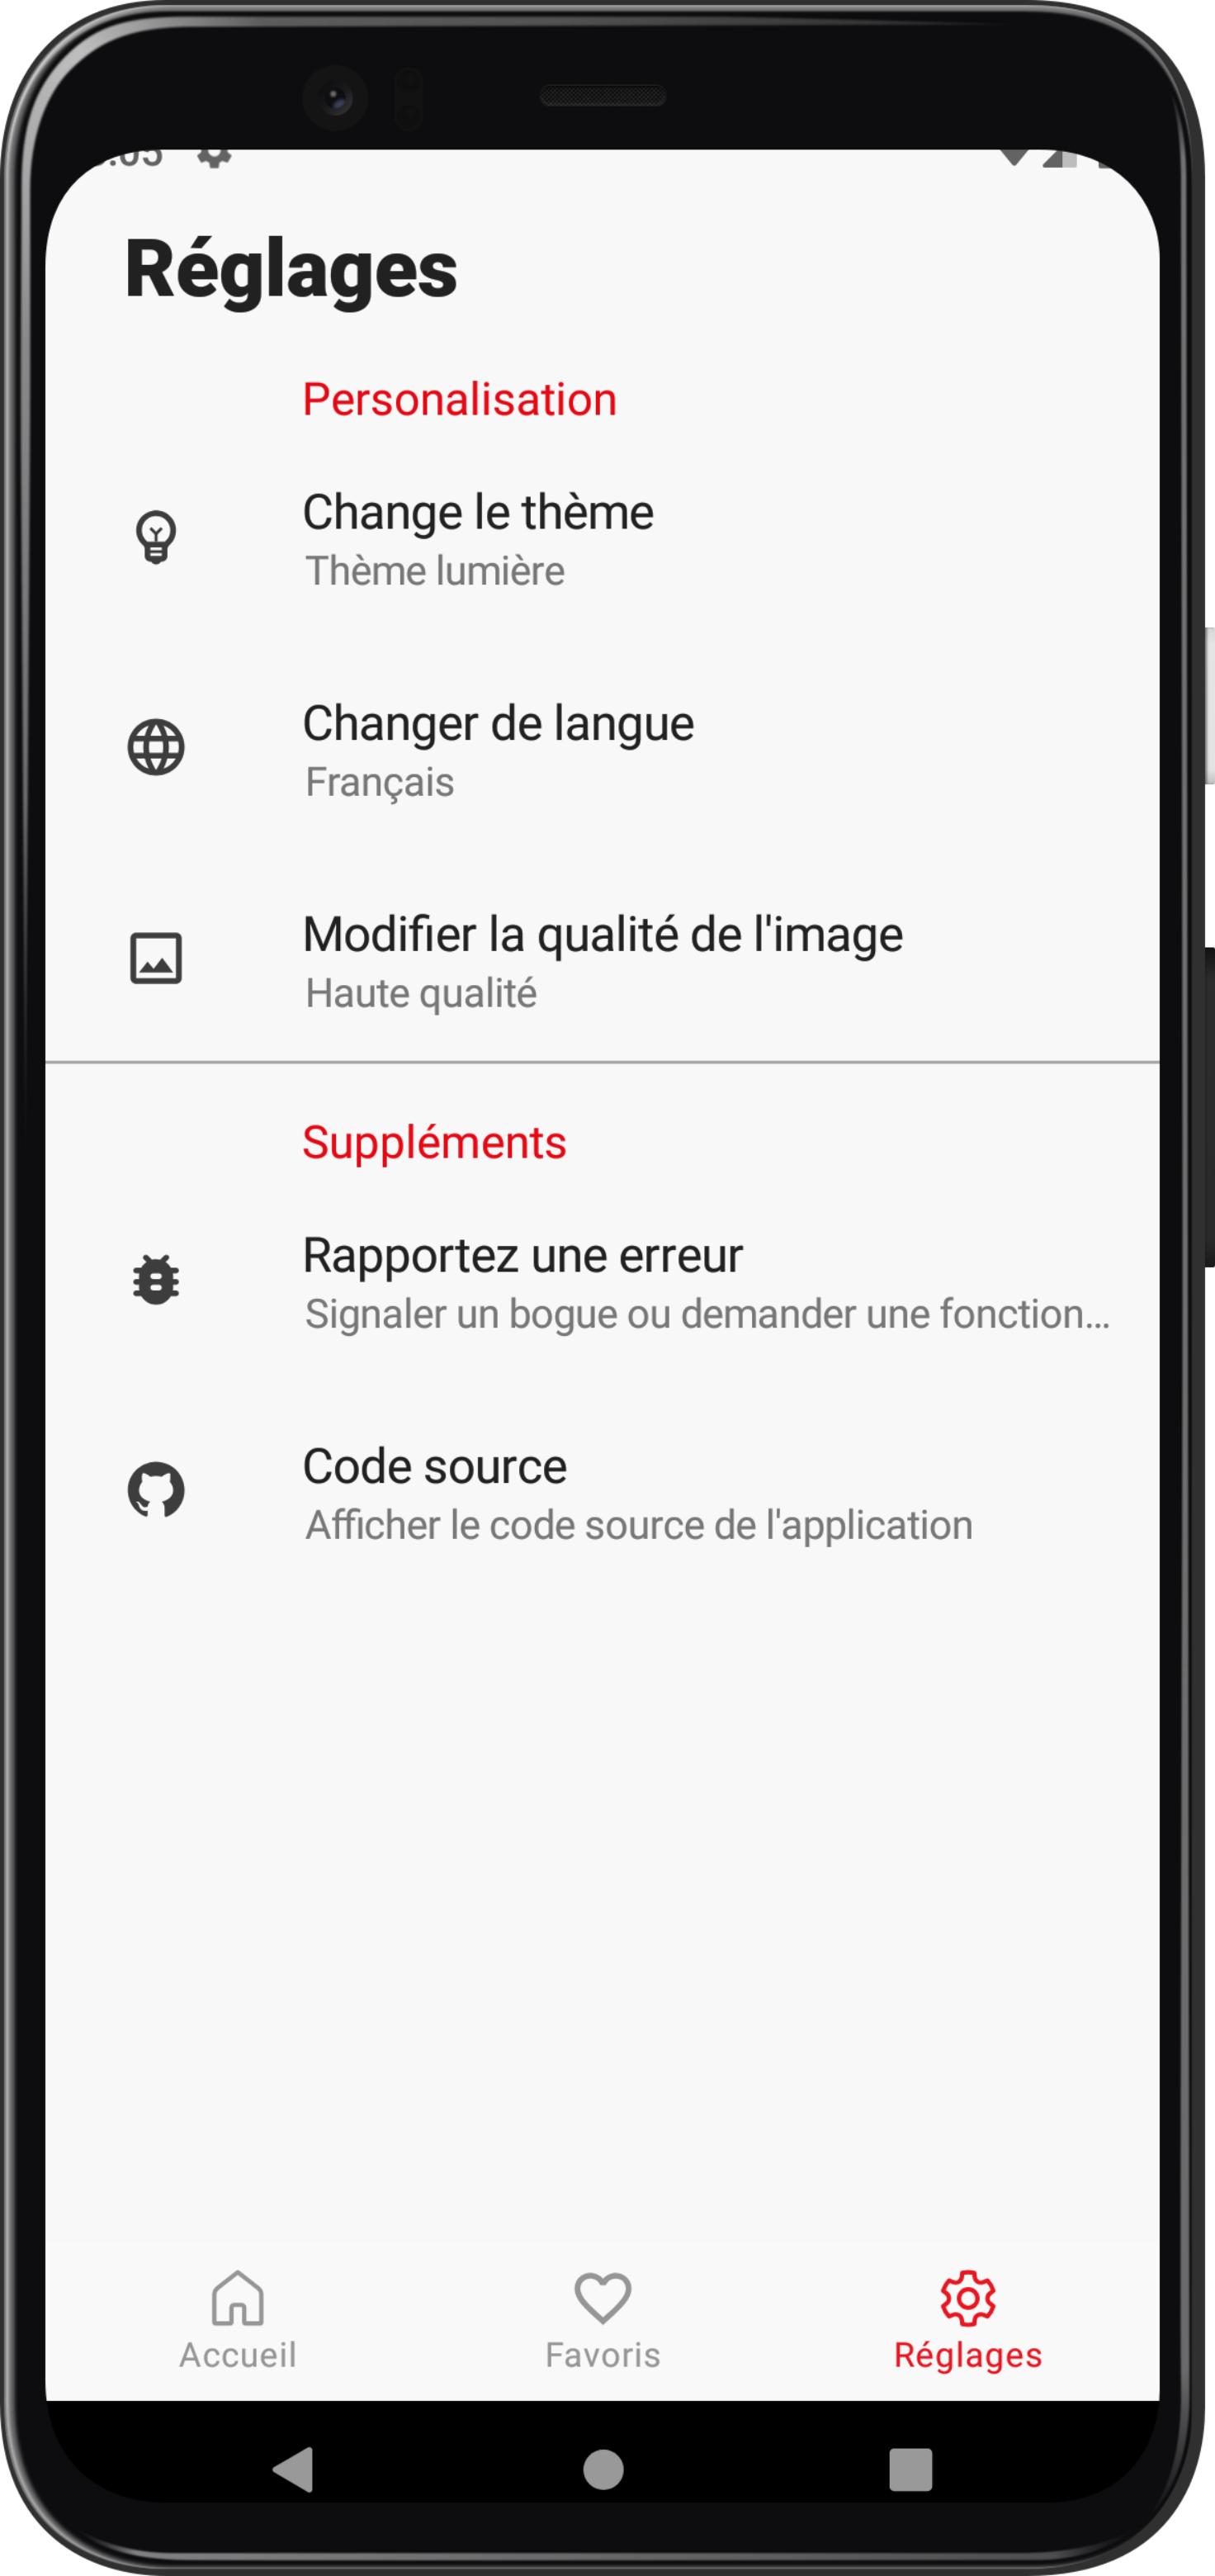 Réglages
Personalisation
Change le thème
Thème lumière
Changer de langue
Français
Modifier la qualité de l'image
Haute qualité
Suppléments
Rapportez une erreur
Signaler un bogue ou demander une fonction...
Code source
Afficher le code source de l'application
Accueil
Favoris
Réglages